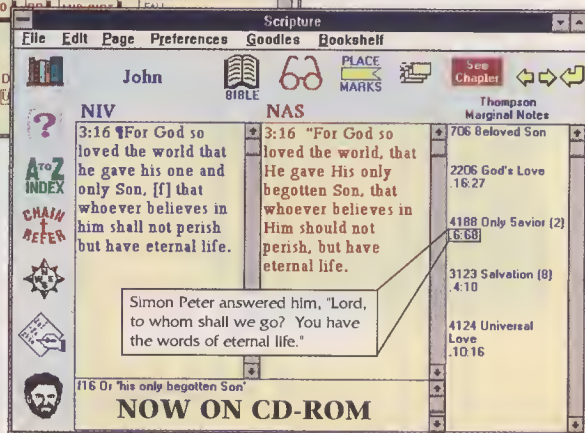 Scripture
File Edit Page Preferences Goodies Bookshelf
John
BIBLE
PLACE
MARKS
See
Chapter
?
A TO Z
INDEX
CHAIN
REFER
NIV
3:16 ¶For God so
loved the world that
he gave his one and
only Son, [f] that
whoever believes in
him shall not perish
but have eternal life.
NAS
3:16 "For God so
loved the world, that
He gave His only
begotten Son, that
whoever believes in
Him should not
perish, but have
eternal life.
Thompson
Marginal Notes
706 Beloved Son
2206 God's Love
.16:27
4188 Only Savior (2)
.6:68
3123 Salvation (8)
.4:10
4124 Universal
Love
.10:16
Simon Peter answered him, "Lord,
to whom shall we go? You have
the words of eternal life."
f16 Or 'his only begotten Son'
NOW ON CD-ROM